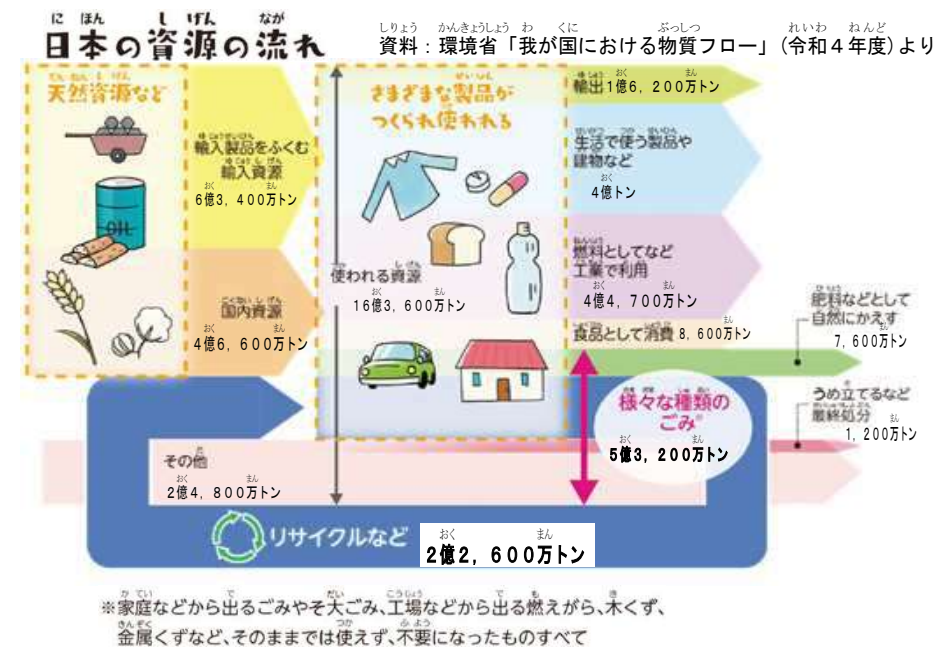 日本の資源の流れ
資料：環境省「我が国における物質フロー」（令和４年度）より
天然資源など
OIL
輸入製品をふくむ
輸入資源
6億3，400万トン
国内資源
4億6，600万トン
さまざまな製品が
つくられ使われる
使われる資源
16億3，600万トン
輸出1億6，200万トン
生活で使う製品や
建物など
4億トン
燃料としてなど
工業で利用
4億4，700万トン
食品として消費 8，600万トン
肥料などとして
自然にかえす
7，600万トン
様々な種類の
ごみ※
5億3，200万トン
うめ立てるなど
最終処分
1，200万トン
その他
2億4，800万トン
リサイクルなど 2億2，600万トン
※家庭などから出るごみやそ大ごみ、工場などから出る燃えがら、木くず、
金属くずなど、そのままでは使えず、不要になったものすべて